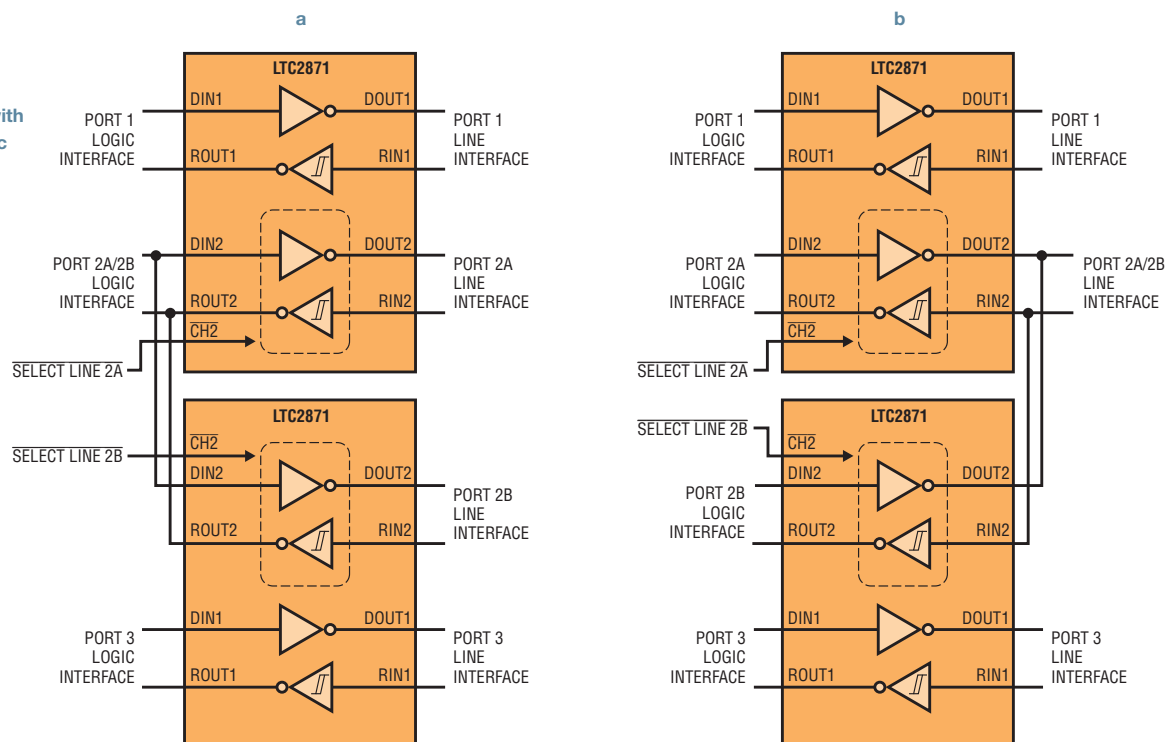 a
LTC2871
DIN1
DOUT1
PORT 1
LOGIC
INTERFACE
PORT 1
LINE
INTERFACE
ROUT1
RIN1
DIN2
DOUT2
PORT 2A/2B
LOGIC
INTERFACE
PORT 2A
LINE
INTERFACE
ROUT2
RIN2
CH2
SELECT LINE 2A
LTC2871
CH2
SELECT LINE 2B
DIN2
DOUT2
PORT 2B
LINE
INTERFACE
ROUT2
RIN2
DIN1
DOUT1
PORT 3
LOGIC
INTERFACE
PORT 3
LINE
INTERFACE
ROUT1
RIN1
b
LTC2871
DIN1
DOUT1
PORT 1
LOGIC
INTERFACE
PORT 1
LINE
INTERFACE
ROUT1
RIN1
DIN2
DOUT2
PORT 2A
LOGIC
INTERFACE
PORT 2A/2B
LINE
INTERFACE
ROUT2
RIN2
CH2
SELECT LINE 2A
LTC2871
SELECT LINE 2B
CH2
DIN2
DOUT2
PORT 2B
LOGIC
INTERFACE
ROUT2
RIN2
DIN1
DOUT1
PORT 3
LOGIC
INTERFACE
PORT 3
LINE
INTERFACE
ROUT1
RIN1